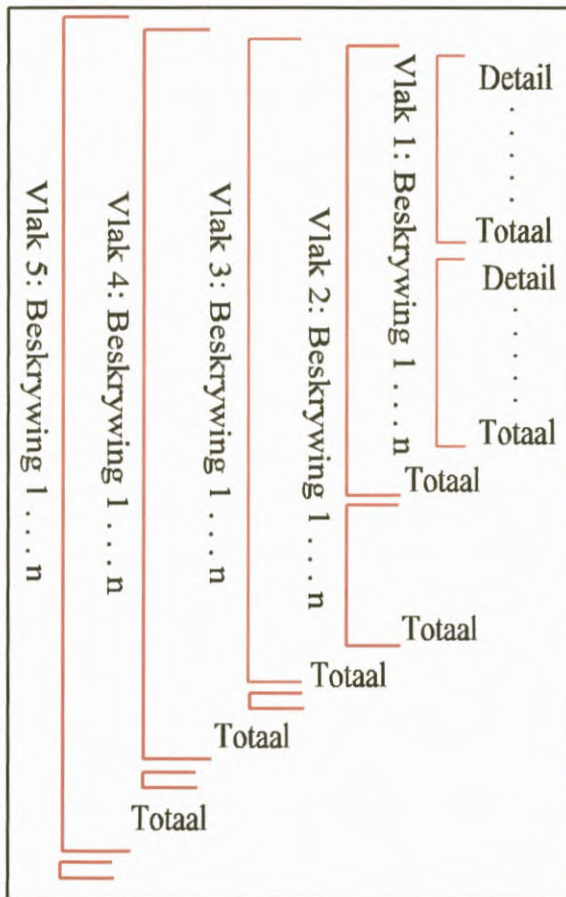 Vlak 5: Beskrywing 1 . . . n
Vlak 4: Beskrywing 1 . . . n
Vlak 3: Beskrywing 1 . . . n
Vlak 2: Beskrywing 1 . . . n
Vlak 1: Beskrywing 1 . . . n
Detail
. . . . .
Totaal
Detail
. . . . .
Totaal
Totaal
Totaal
Totaal
Totaal
Totaal